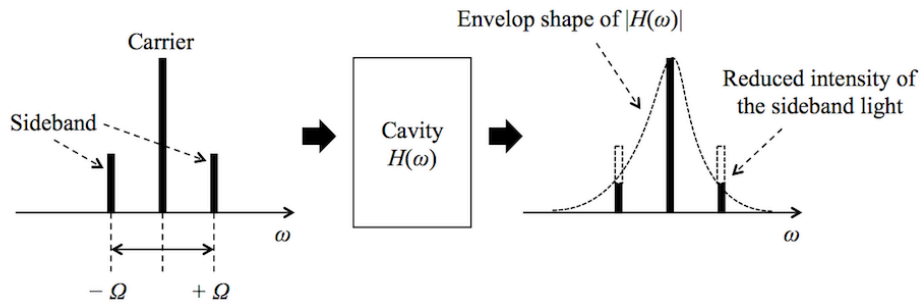 Carrier
Sideband
ω
− Ω
+ Ω
Cavity
H(ω)
Envelop shape of |H(ω)|
Reduced intensity of
the sideband light
ω